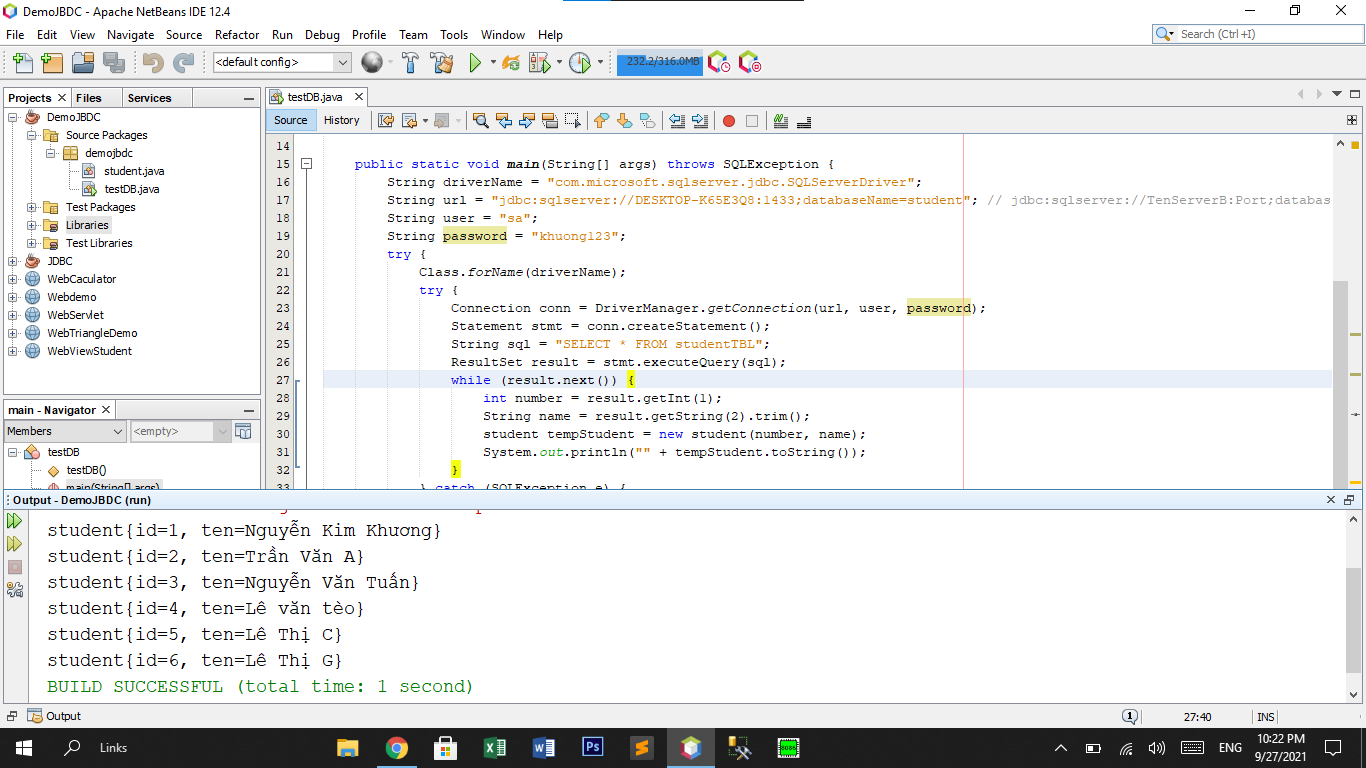 DemoJBDC - Apache NetBeans IDE 12.4
File Edit View Navigate Source Refactor Run Debug Profile Team Tools Window Help
Search (Ctrl+I)
<default config>
232.2/316.0MB
Projects Files Services
DemoJBDC
Source Packages
demojbdc
student.java
testDB.java
Test Packages
Libraries
Test Libraries
JDBC
WebCaculator
Webdemo
WebServlet
WebTriangleDemo
WebViewStudent
main - Navigator
Members <empty>
testDB
testDB()
main(String[] args)
testDB.java
Source History
14
15 public static void main(String[] args) throws SQLException {
16 String driverName = "com.microsoft.sqlserver.jdbc.SQLServerDriver";
17 String url = "jdbc:sqlserver://DESKTOP-K65E3Q8:1433;databaseName=student"; // jdbc:sqlserver://TenServerB:Port;databas
18 String user = "sa";
19 String password = "khuong123";
20 try {
21 Class.forName(driverName);
22 try {
23 Connection conn = DriverManager.getConnection(url, user, password);
24 Statement stmt = conn.createStatement();
25 String sql = "SELECT * FROM studentTBL";
26 ResultSet result = stmt.executeQuery(sql);
27 while (result.next()) {
28 int number = result.getInt(1);
29 String name = result.getString(2).trim();
30 student tempStudent = new student(number, name);
31 System.out.println("" + tempStudent.toString());
32 }
33 } catch (SQLException e) {
Output - DemoJBDC (run)
student{id=1, ten=Nguyễn Kim Khương}
student{id=2, ten=Trần Văn A}
student{id=3, ten=Nguyễn Văn Tuấn}
student{id=4, ten=Lê văn tèo}
student{id=5, ten=Lê Thị C}
student{id=6, ten=Lê Thị G}
BUILD SUCCESSFUL (total time: 1 second)
Output
1 27:40 INS
Links
Ps
ENG
10:22 PM
9/27/2021